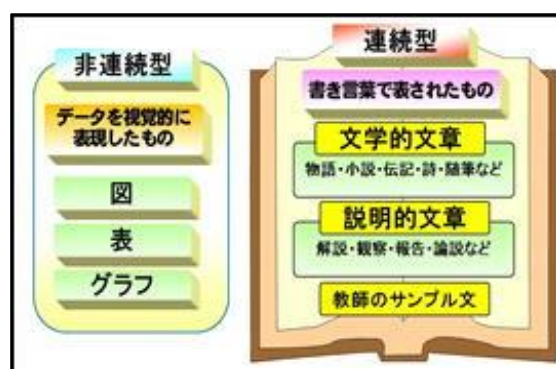 非連続型
データを視覚的に
表現したもの
図
表
グラフ
連続型
書き言葉で表されたもの
文学的文章
物語・小説・伝記・詩・随筆など
説明的文章
解説・観察・報告・論説など
教師のサンプル文